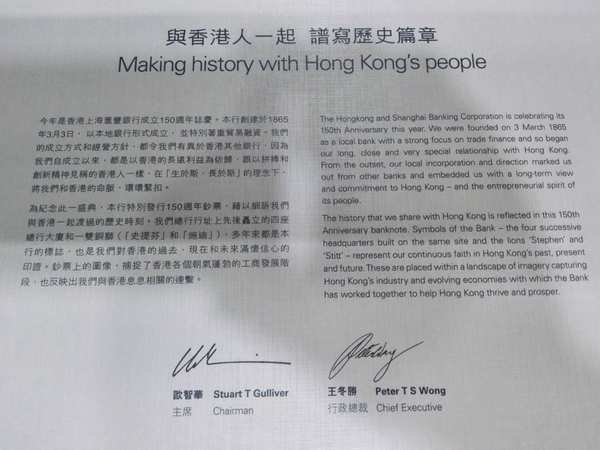 與香港人一起 譜寫歷史篇章
Making history with Hong Kong's people
今年是香港上海滙豐銀行成立150週年誌慶。本行創建於1865
年3月3日，以本地銀行形式成立，並特別著重貿易融資。我們
的成立方式和經營方針，都令我們有異於香港其他銀行，因為
我們自成立以來，都是以香港的長遠利益為依歸，跟以拼搏和
創新精神見稱的香港人一樣，在「生於斯、長於斯」的理念下，
將我們和香港的命脈，環環緊扣。
為紀念此一盛典，本行特別發行150週年鈔票，藉以細訴我們
與香港一起渡過的歷史時刻。我們總行行址上先後矗立的四座
總行大廈和一雙銅獅（「史提芬」和「施迪」），多年來都是本
行的標誌，也是我們對香港的過去、現在和未來滿懷信心的
印證。鈔票上的圖像，捕捉了香港各個朝氣蓬勃的工商發展階
段，也反映出我們與香港息息相關的連繫。
The Hongkong and Shanghai Banking Corporation is celebrating its
150th Anniversary this year. We were founded on 3 March 1865
as a local bank with a strong focus on trade finance and so began
our long, close and very special relationship with Hong Kong.
From the outset, our local incorporation and direction marked us
out from other banks and embedded us with a long-term view
and commitment to Hong Kong – and the entrepreneurial spirit of
its people.
The history that we share with Hong Kong is reflected in this 150th
Anniversary banknote. Symbols of the Bank – the four successive
headquarters built on the same site and the lions 'Stephen' and
'Stitt' – represent our continuous faith in Hong Kong's past, present
and future. These are placed within a landscape of imagery capturing
Hong Kong's industry and evolving economies with which the Bank
has worked together to help Hong Kong thrive and prosper.
歐智華 Stuart T Gulliver
主席 Chairman
王冬勝 Peter T S Wong
行政總裁 Chief Executive